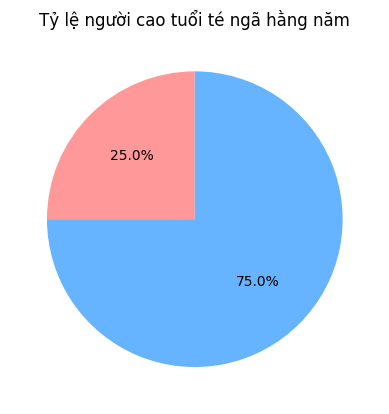 Tỷ lệ người cao tuổi té ngã hằng năm
25.0%
75.0%